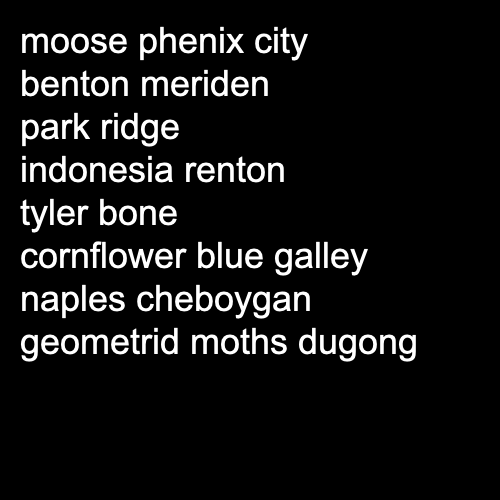 moose phenix city
benton meriden
park ridge
indonesia renton
tyler bone
cornflower blue galley
naples cheboygan
geometrid moths dugong